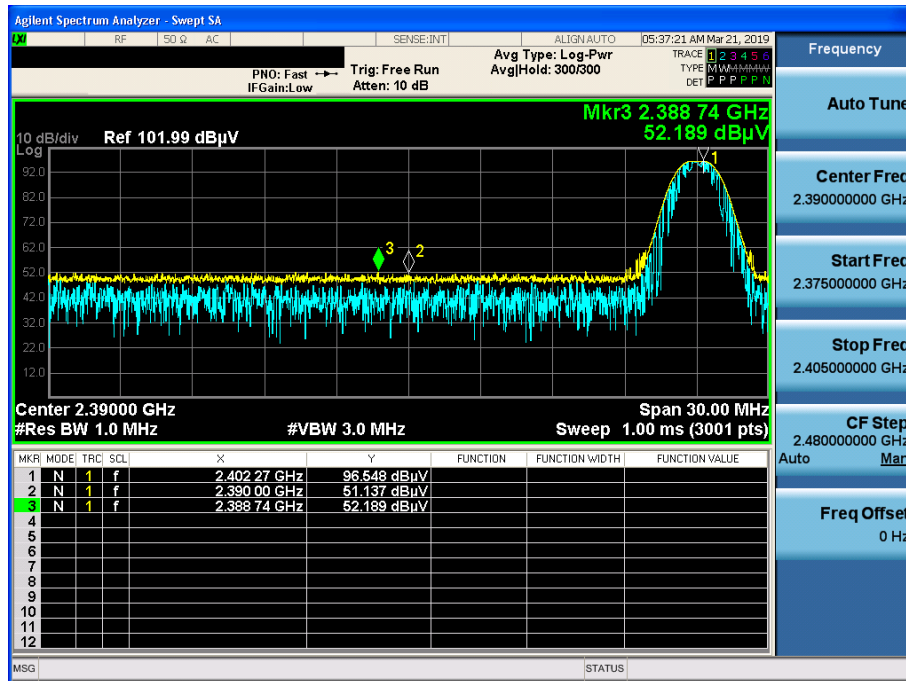 Agilent Spectrum Analyzer - Swept SA
LXI RF 50 Ω AC SENSE:INT ALIGN AUTO 05:37:21 AM Mar 21, 2019
Avg Type: Log-Pwr TRACE 1 2 3 4 5 6
PNO: Fast Trig: Free Run Avg|Hold: 300/300 TYPE MWMMMW
IFGain:Low Atten: 10 dB DET P P P P P N
Mkr3 2.388 74 GHz
52.189 dBµV
10 dB/div Ref 101.99 dBµV
Log
92.0
82.0
72.0
62.0
52.0
42.0
32.0
22.0
12.0
1
3
2
Center 2.39000 GHz Span 30.00 MHz
#Res BW 1.0 MHz #VBW 3.0 MHz Sweep 1.00 ms (3001 pts)
MKR MODE TRC SCL X Y FUNCTION FUNCTION WIDTH FUNCTION VALUE
1 N 1 f 2.402 27 GHz 96.548 dBµV
2 N 1 f 2.390 00 GHz 51.137 dBµV
3 N 1 f 2.388 74 GHz 52.189 dBµV
4
5
6
7
8
9
10
11
12
MSG STATUS
Frequency
Auto Tune
Center Freq
2.390000000 GHz
Start Freq
2.375000000 GHz
Stop Freq
2.405000000 GHz
CF Step
2.480000000 GHz
Auto Man
Freq Offset
0 Hz